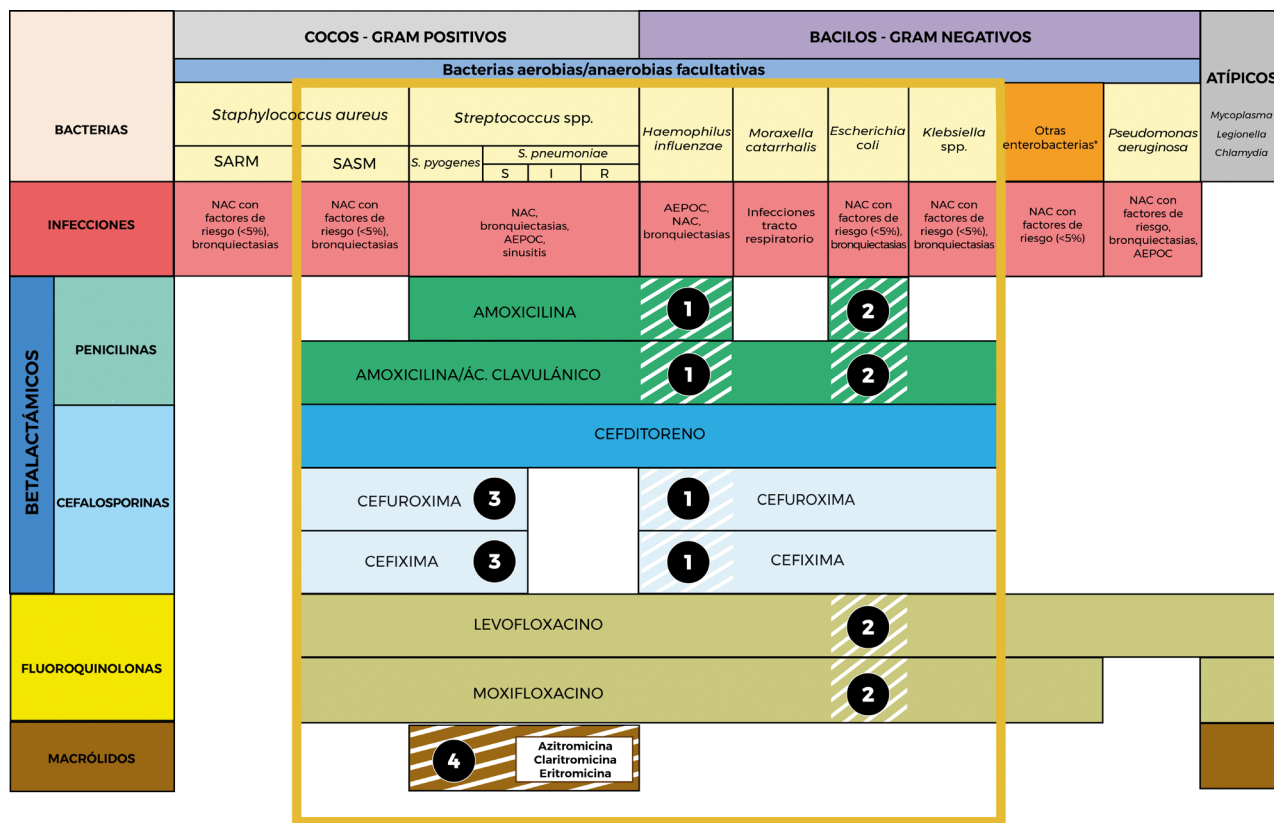 COCOS - GRAM POSITIVOS
BACILOS - GRAM NEGATIVOS
Bacterias aerobias/anaerobias facultativas
ATÍPICOS
Mycoplasma
Legionella
Chlamydia
BACTERIAS
Staphylococcus aureus
Streptococcus spp.
Haemophilus
influenzae
Moraxella
catarrhalis
Escherichia
coli
Klebsiella
spp.
Otras
enterobacterias*
Pseudomonas
aeruginosa
SARM
SASM
S. pyogenes
S. pneumoniae
S
I
R
INFECCIONES
NAC con
factores de
riesgo (<5%),
bronquiectasias
NAC con
factores de
riesgo (<5%),
bronquiectasias
NAC,
bronquiectasias,
AEPOC,
sinusitis
AEPOC,
NAC,
bronquiectasias
Infecciones
tracto
respiratorio
NAC con
factores de
riesgo (<5%),
bronquiectasias
NAC con
factores de
riesgo (<5%),
bronquiectasias
NAC con
factores de
riesgo (<5%)
NAC con
factores de
riesgo,
bronquiectasias,
AEPOC
BETALACTÁMICOS
PENICILINAS
AMOXICILINA
1
2
AMOXICILINA/ÁC. CLAVULÁNICO
1
2
CEFALOSPORINAS
CEFDITORENO
CEFUROXIMA
3
1
CEFUROXIMA
CEFIXIMA
3
1
CEFIXIMA
FLUOROQUINOLONAS
LEVOFLOXACINO
2
MOXIFLOXACINO
2
MACRÓLIDOS
4
Azitromicina
Claritromicina
Eritromicina